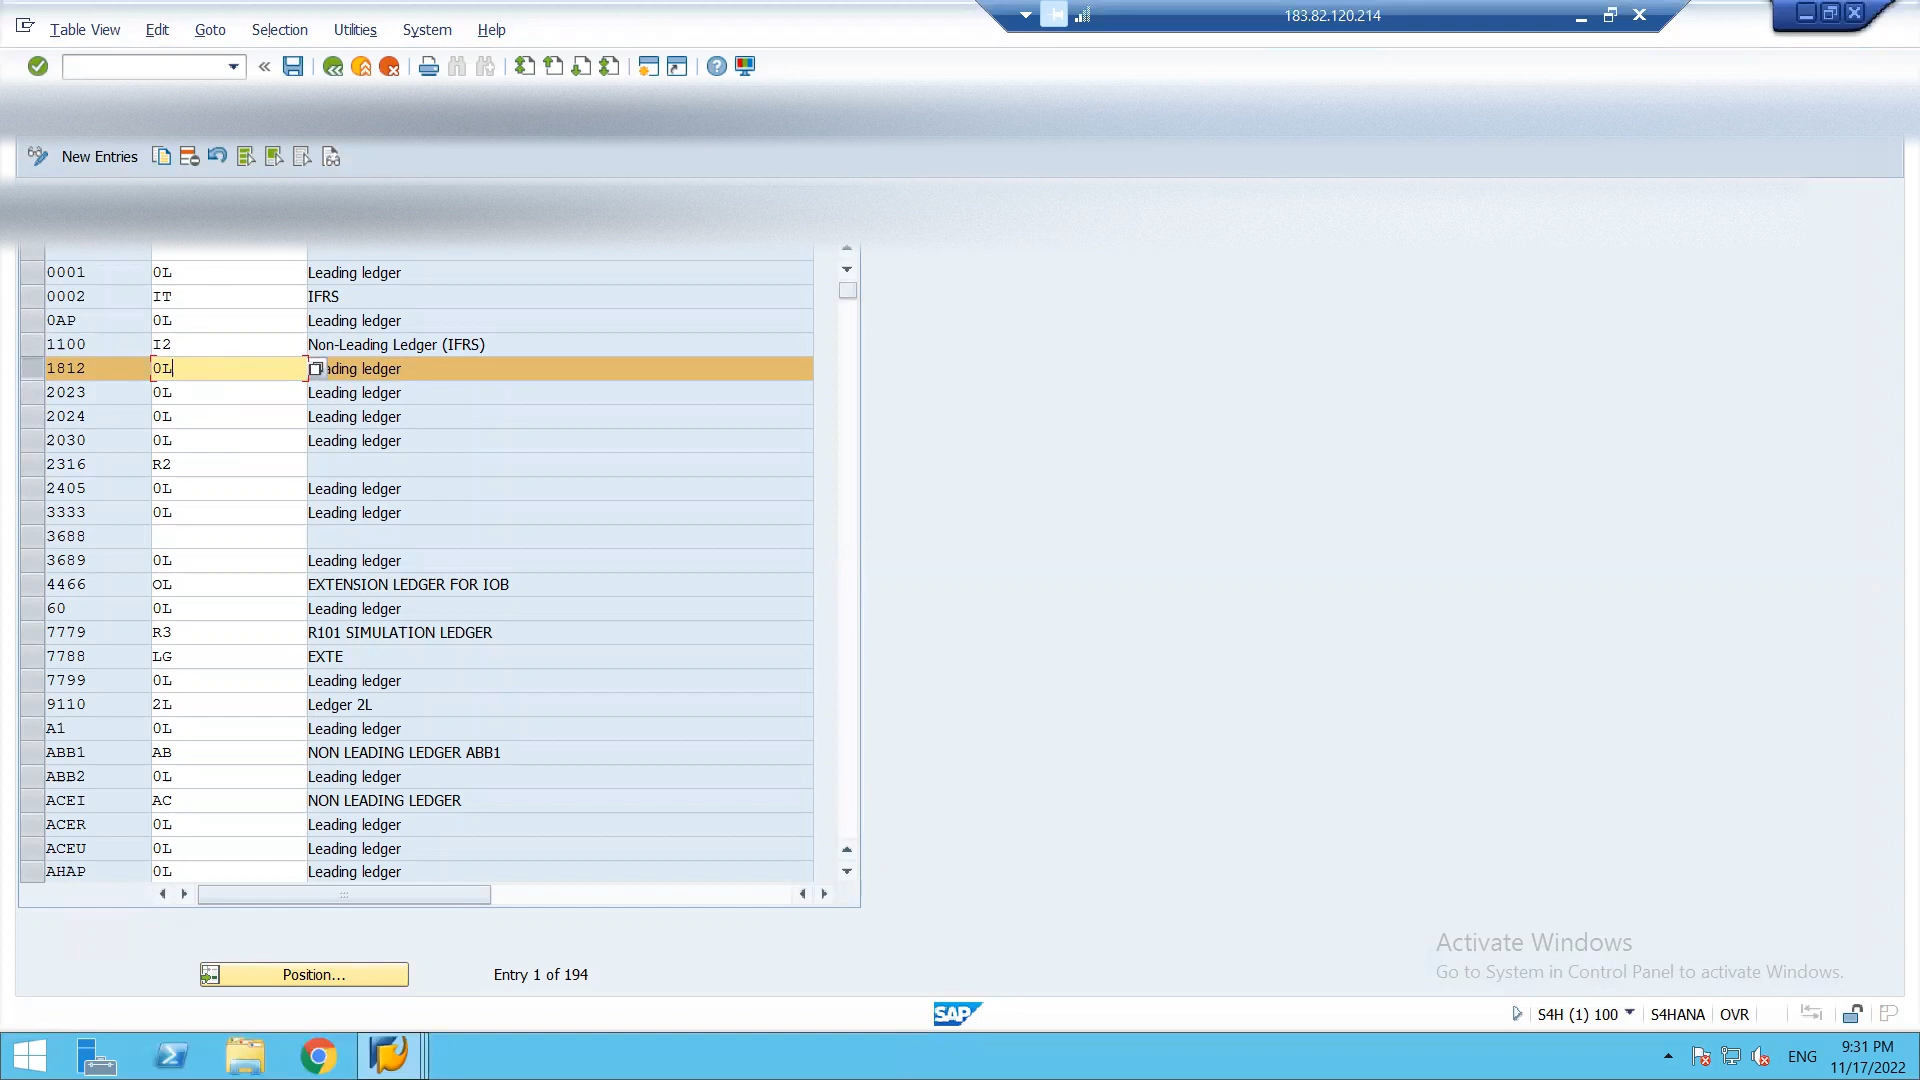 183.82.120.214
Table View Edit Goto Selection Utilities System Help
New Entries
0001 0L Leading ledger
0002 IT IFRS
0AP 0L Leading ledger
1100 I2 Non-Leading Ledger (IFRS)
1812 0L ading ledger
2023 0L Leading ledger
2024 0L Leading ledger
2030 0L Leading ledger
2316 R2
2405 0L Leading ledger
3333 0L Leading ledger
3688
3689 0L Leading ledger
4466 OL EXTENSION LEDGER FOR IOB
60 0L Leading ledger
7779 R3 R101 SIMULATION LEDGER
7788 LG EXTE
7799 0L Leading ledger
9110 2L Ledger 2L
A1 0L Leading ledger
ABB1 AB NON LEADING LEDGER ABB1
ABB2 0L Leading ledger
ACEI AC NON LEADING LEDGER
ACER 0L Leading ledger
ACEU 0L Leading ledger
AHAP 0L Leading ledger
Position... Entry 1 of 194
Activate Windows
Go to System in Control Panel to activate Windows.
SAP S4H (1) 100 S4HANA OVR
ENG 9:31 PM
11/17/2022